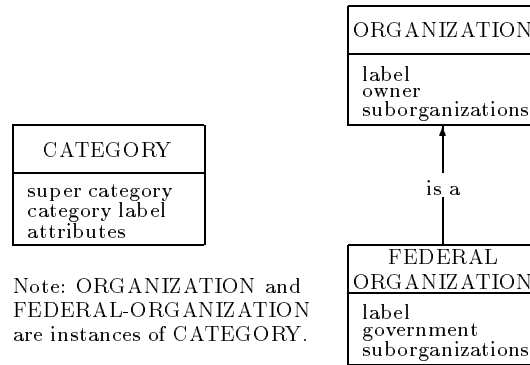 CATEGORY
super category
category label
attributes
Note: ORGANIZATION and
FEDERAL-ORGANIZATION
are instances of CATEGORY.
ORGANIZATION
label
owner
suborganizations
is a
FEDERAL
ORGANIZATION
label
government
suborganizations